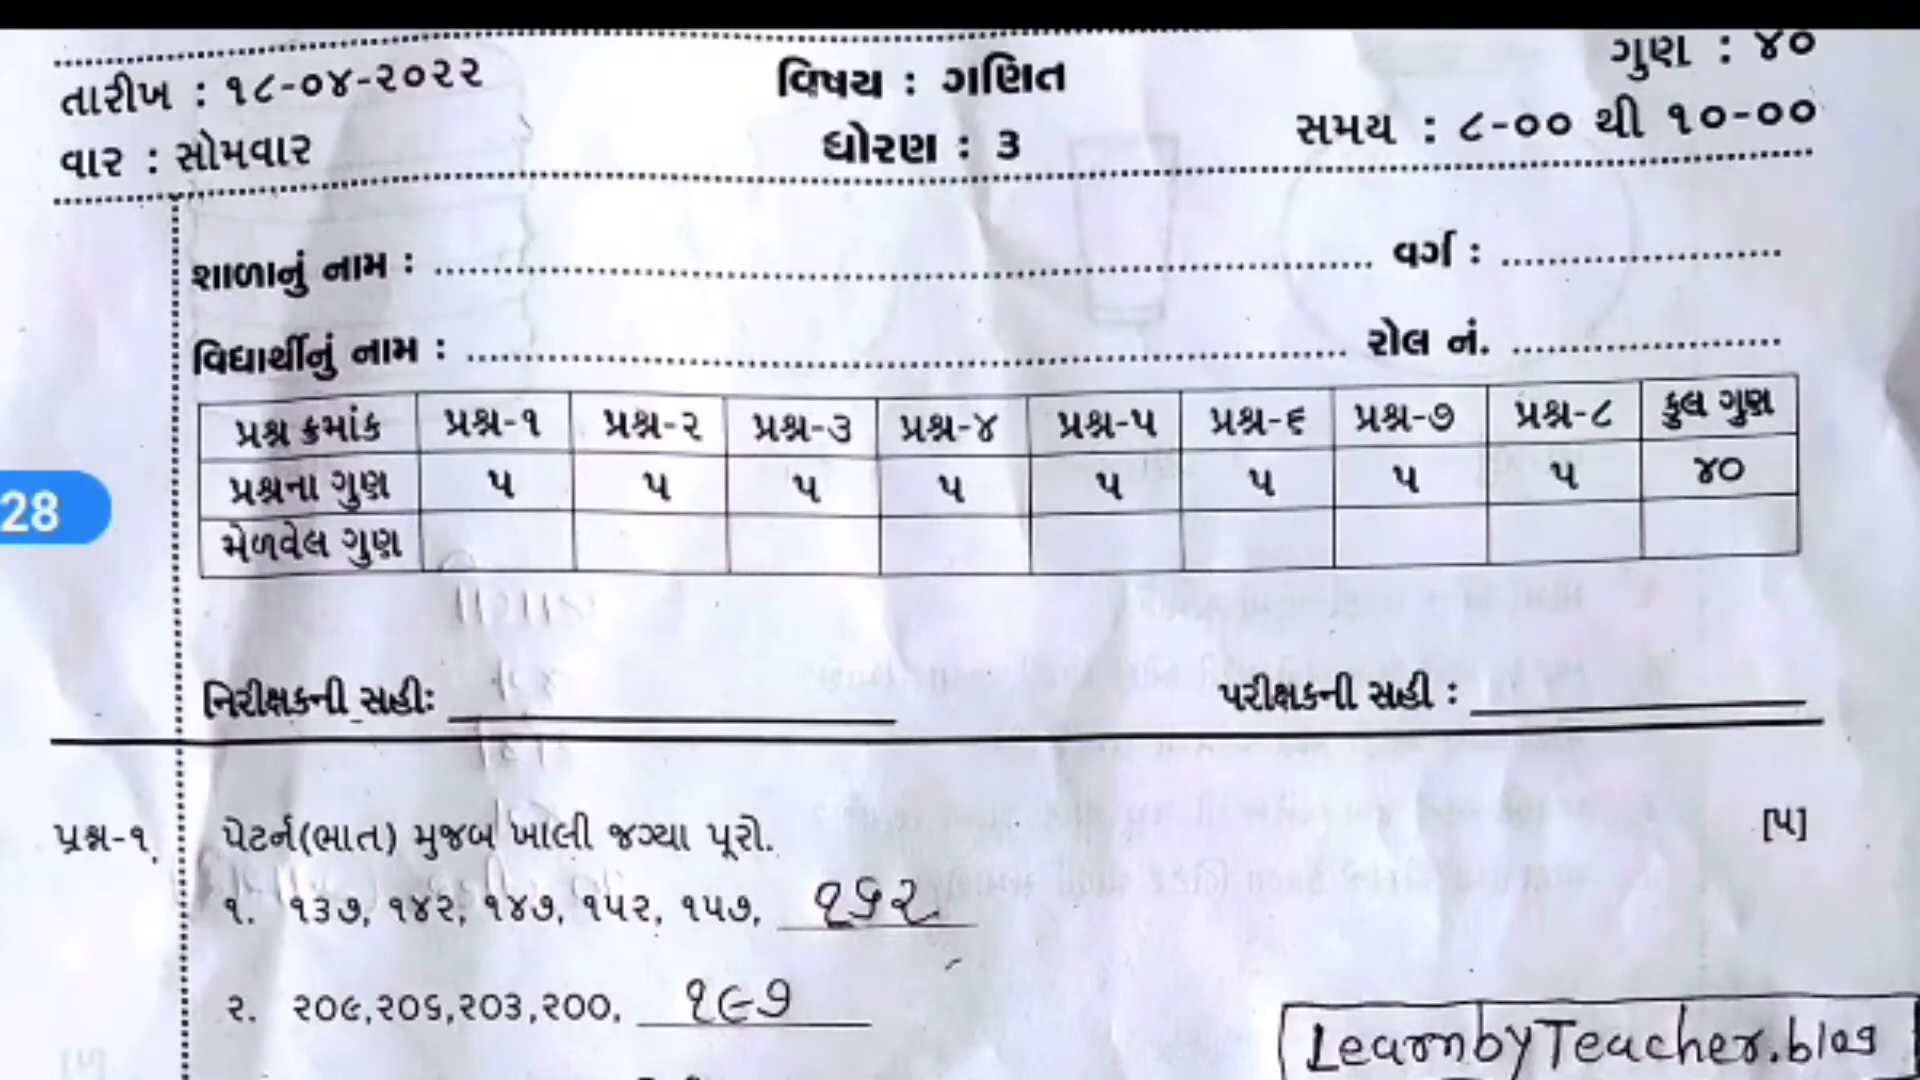 ગુણ : ૪૦
તારીખ : ૧૮-૦૪-૨૦૨૨ વિષય : ગણિત
વાર : સોમવાર ધોરણ : ૩ સમય : ૮-૦૦ થી ૧૦-૦૦
શાળાનું નામ : વર્ગ :
વિદ્યાર્થીનું નામ : રોલ નં.
પ્રશ્ન ક્રમાંક પ્રશ્ન-૧ પ્રશ્ન-૨ પ્રશ્ન-૩ પ્રશ્ન-૪ પ્રશ્ન-૫ પ્રશ્ન-૬ પ્રશ્ન-૭ પ્રશ્ન-૮ કુલ ગુણ
પ્રશ્નના ગુણ ૫ ૫ ૫ ૫ ૫ ૫ ૫ ૫ ૪૦
મેળવેલ ગુણ
28
નિરીક્ષકની સહી: પરીક્ષકની સહી :
પ્રશ્ન-૧ પેટર્ન(ભાત) મુજબ ખાલી જગ્યા પૂરો. [૫]
૧. ૧૩૭, ૧૪૨, ૧૪૭, ૧૫૨, ૧૫૭, ૧૬૨
૨. ૨૦૯,૨૦૬,૨૦૩,૨૦૦, ૧૯૭
LearnbyTeacher.blog